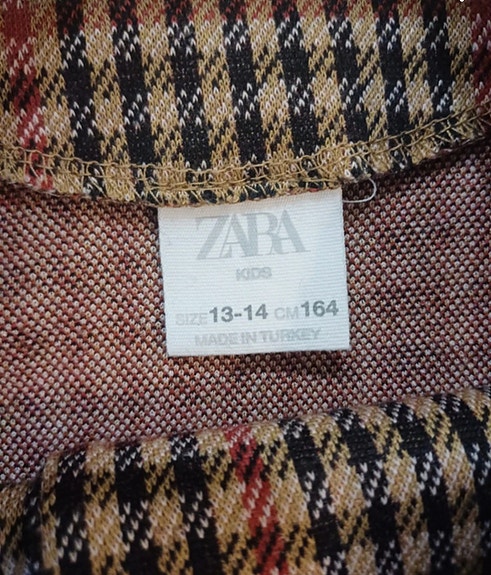 ZARA
KIDS
SIZE 13-14 CM 164
MADE IN TURKEY